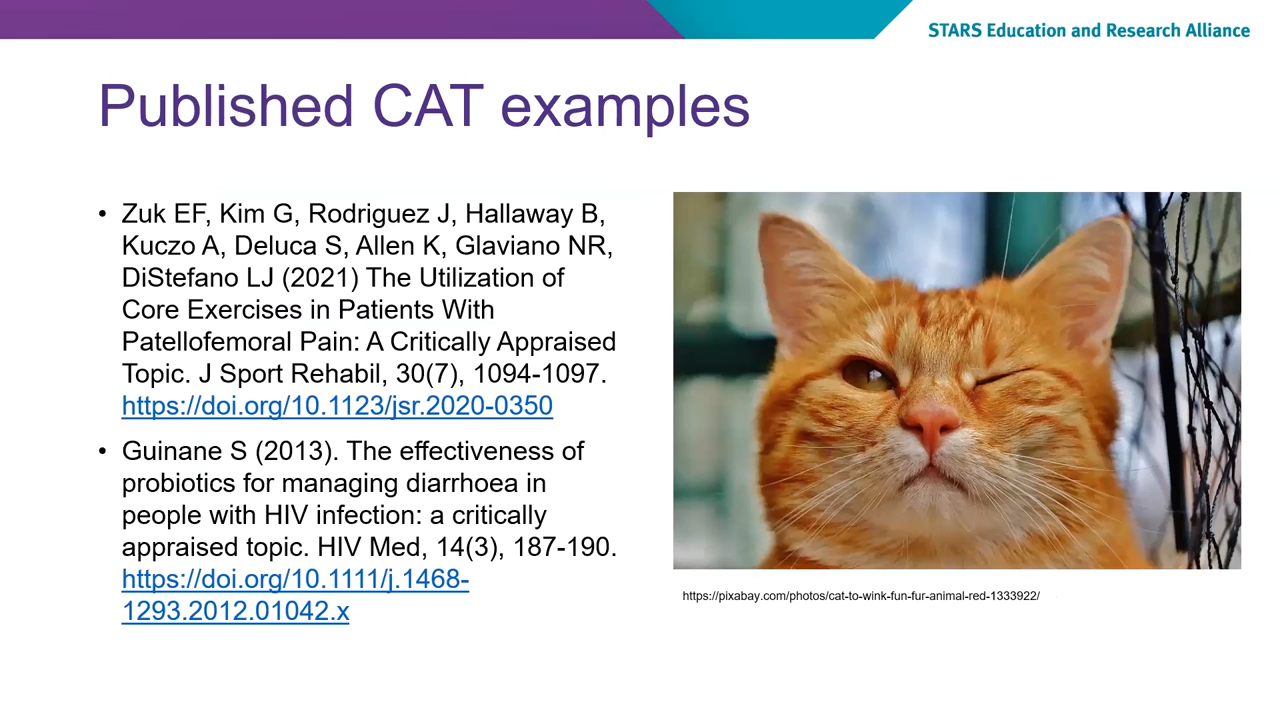 STARS Education and Research Alliance
Published CAT examples
• Zuk EF, Kim G, Rodriguez J, Hallaway B,
Kuczo A, Deluca S, Allen K, Glaviano NR,
DiStefano LJ (2021) The Utilization of
Core Exercises in Patients With
Patellofemoral Pain: A Critically Appraised
Topic. J Sport Rehabil, 30(7), 1094-1097.
https://doi.org/10.1123/jsr.2020-0350
• Guinane S (2013). The effectiveness of
probiotics for managing diarrhoea in
people with HIV infection: a critically
appraised topic. HIV Med, 14(3), 187-190.
https://doi.org/10.1111/j.1468-
1293.2012.01042.x
https://pixabay.com/photos/cat-to-wink-fun-fur-animal-red-1333922/